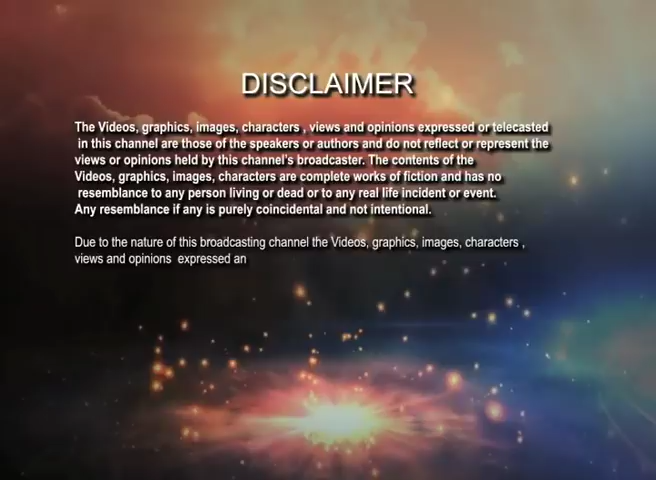 DISCLAIMER
The Videos, graphics, images, characters , views and opinions expressed or telecasted
in this channel are those of the speakers or authors and do not reflect or represent the
views or opinions held by this channel's broadcaster. The contents of the
Videos, graphics, images, characters are complete works of fiction and has no
resemblance to any person living or dead or to any real life incident or event.
Any resemblance if any is purely coincidental and not intentional.
Due to the nature of this broadcasting channel the Videos, graphics, images, characters ,
views and opinions expressed an